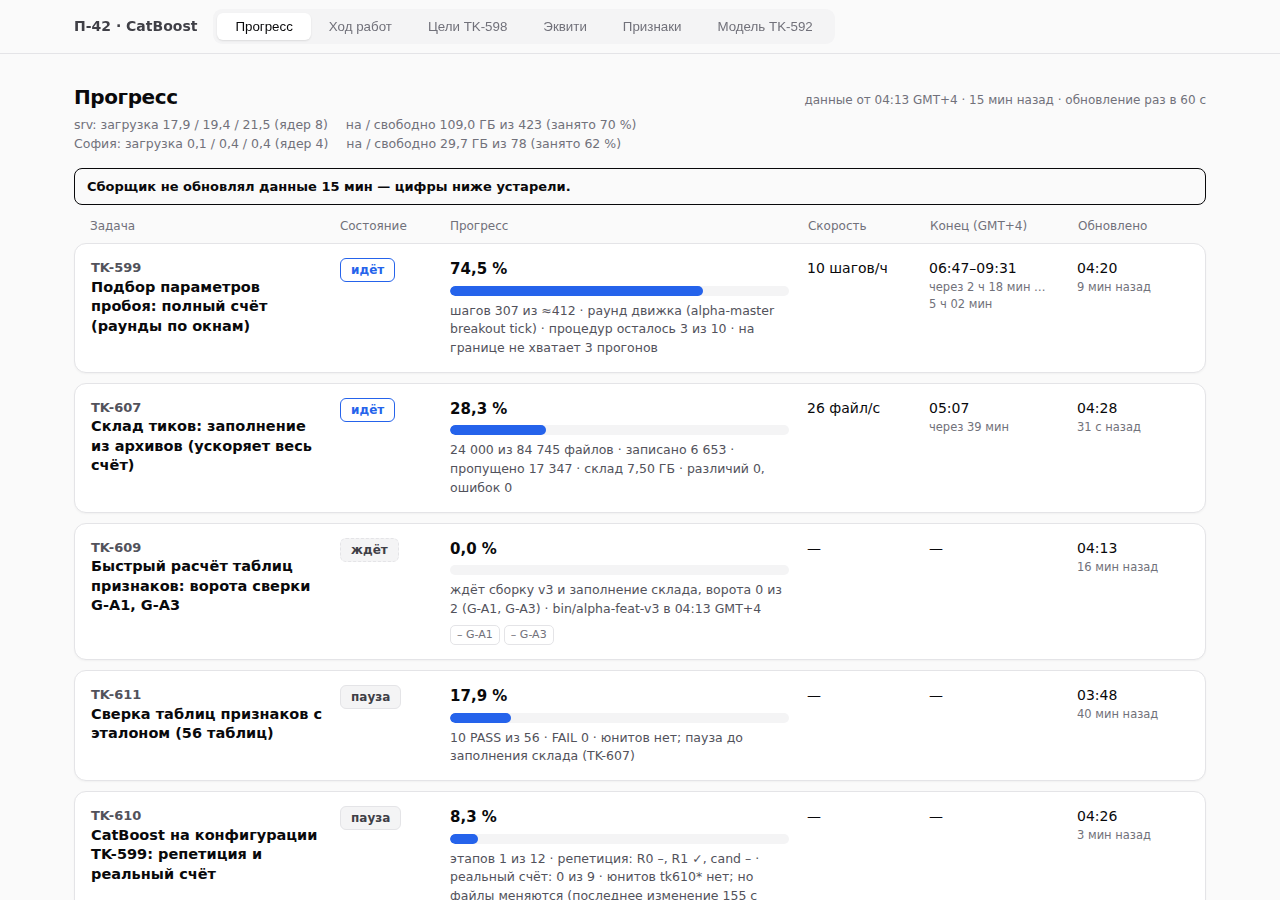 П-42 · CatBoost
Прогресс
Ход работ
Цели TK-598
Эквити
Признаки
Модель TK-592
Прогресс
данные от 04:13 GMT+4 · 15 мин назад · обновление раз в 60 с
srv: загрузка 17,9 / 19,4 / 21,5 (ядер 8) на / свободно 109,0 ГБ из 423 (занято 70 %)
София: загрузка 0,1 / 0,4 / 0,4 (ядер 4) на / свободно 29,7 ГБ из 78 (занято 62 %)
Сборщик не обновлял данные 15 мин — цифры ниже устарели.
Задача Состояние Прогресс Скорость Конец (GMT+4) Обновлено
TK-599
Подбор параметров
пробоя: полный счёт
(раунды по окнам)
идёт
74,5 %
шагов 307 из ≈412 · раунд движка (alpha-master
breakout tick) · процедур осталось 3 из 10 · на
границе не хватает 3 прогонов
10 шагов/ч
06:47–09:31
через 2 ч 18 мин ...
5 ч 02 мин
04:20
9 мин назад
TK-607
Склад тиков: заполнение
из архивов (ускоряет весь
счёт)
идёт
28,3 %
24 000 из 84 745 файлов · записано 6 653 ·
пропущено 17 347 · склад 7,50 ГБ · различий 0,
ошибок 0
26 файл/с
05:07
через 39 мин
04:28
31 с назад
TK-609
Быстрый расчёт таблиц
признаков: ворота сверки
G-A1, G-A3
ждёт
0,0 %
ждёт сборку v3 и заполнение склада, ворота 0 из
2 (G-A1, G-A3) · bin/alpha-feat-v3 в 04:13 GMT+4
– G-A1 – G-A3
—
—
04:13
16 мин назад
TK-611
Сверка таблиц признаков с
эталоном (56 таблиц)
пауза
17,9 %
10 PASS из 56 · FAIL 0 · юнитов нет; пауза до
заполнения склада (TK-607)
—
—
03:48
40 мин назад
TK-610
CatBoost на конфигурации
TK-599: репетиция и
реальный счёт
пауза
8,3 %
этапов 1 из 12 · репетиция: R0 –, R1 ✓, cand – ·
реальный счёт: 0 из 9 · юнитов tk610* нет; но
файлы меняются (последнее изменение 155 с
—
—
04:26
3 мин назад